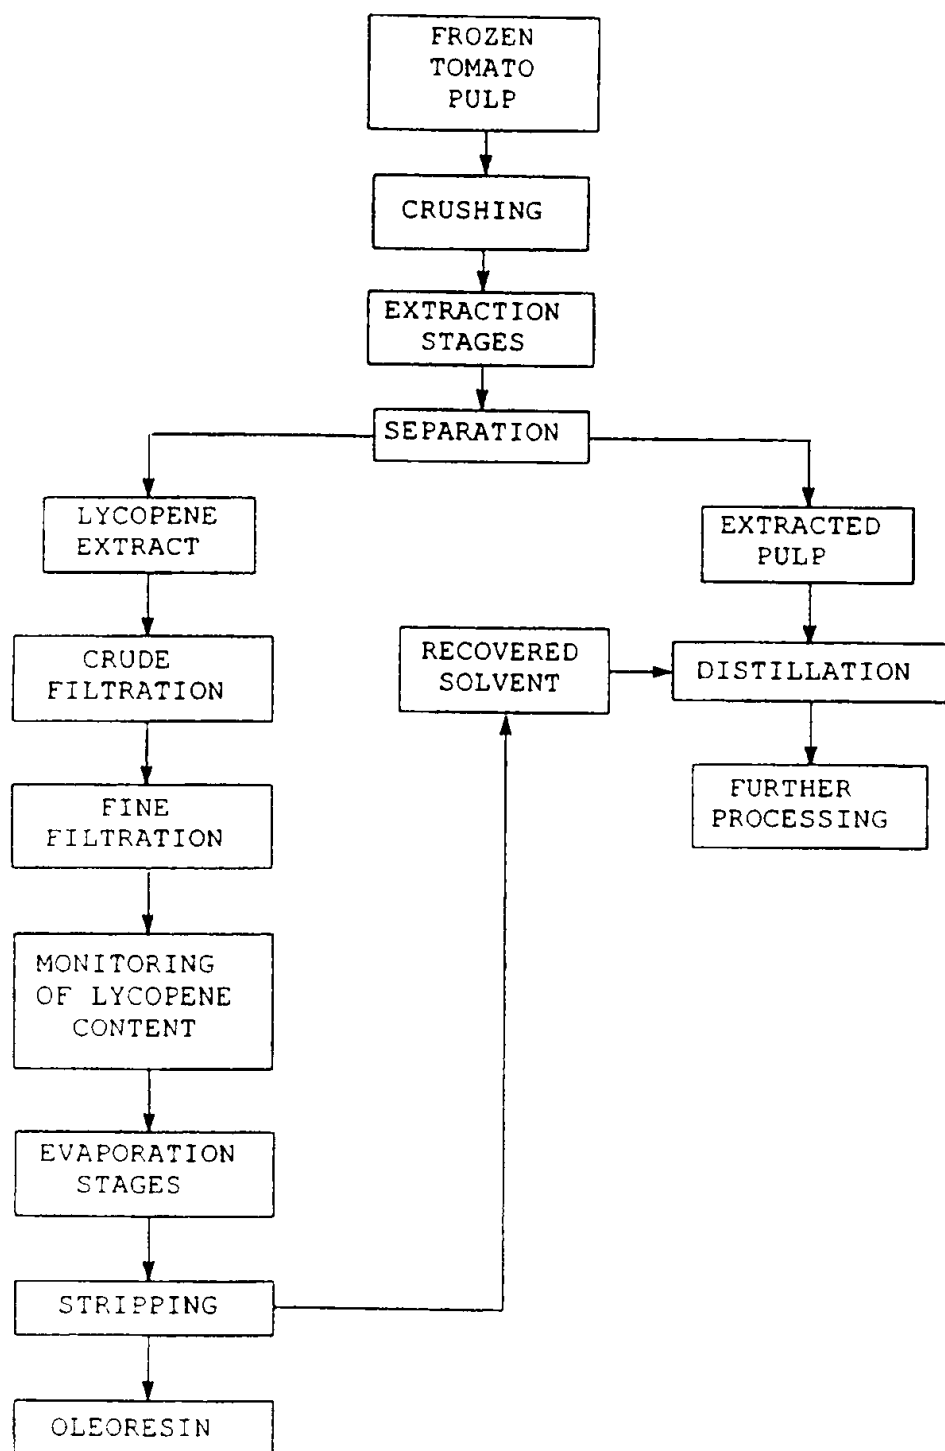 FROZEN
TOMATO
PULP
CRUSHING
EXTRACTION
STAGES
SEPARATION
LYCOPENE
EXTRACT
EXTRACTED
PULP
CRUDE
FILTRATION
RECOVERED
SOLVENT
DISTILLATION
FINE
FILTRATION
FURTHER
PROCESSING
MONITORING
OF LYCOPENE
CONTENT
EVAPORATION
STAGES
STRIPPING
OLEORESIN